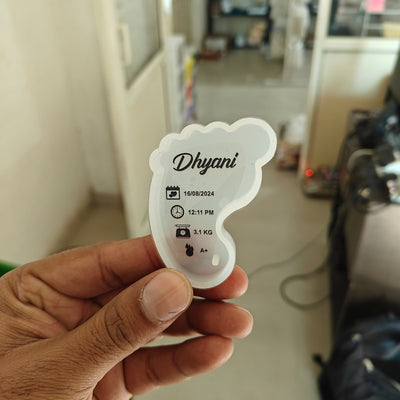 Dhyani
16/08/2024
12:11 PM
3.1 KG
A+